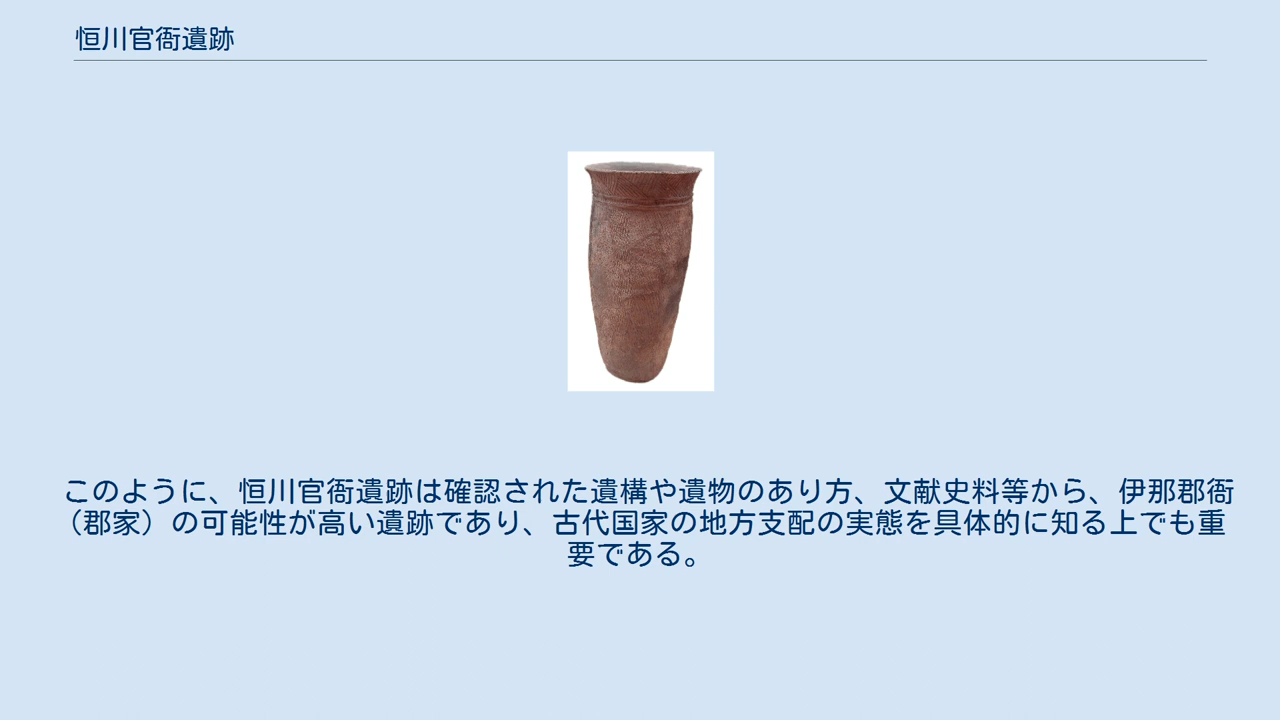 恒川官衙遺跡
このように、恒川官衙遺跡は確認された遺構や遺物のあり方、文献史料等から、伊那郡衙
（郡家）の可能性が高い遺跡であり、古代国家の地方支配の実態を具体的に知る上でも重
要である。